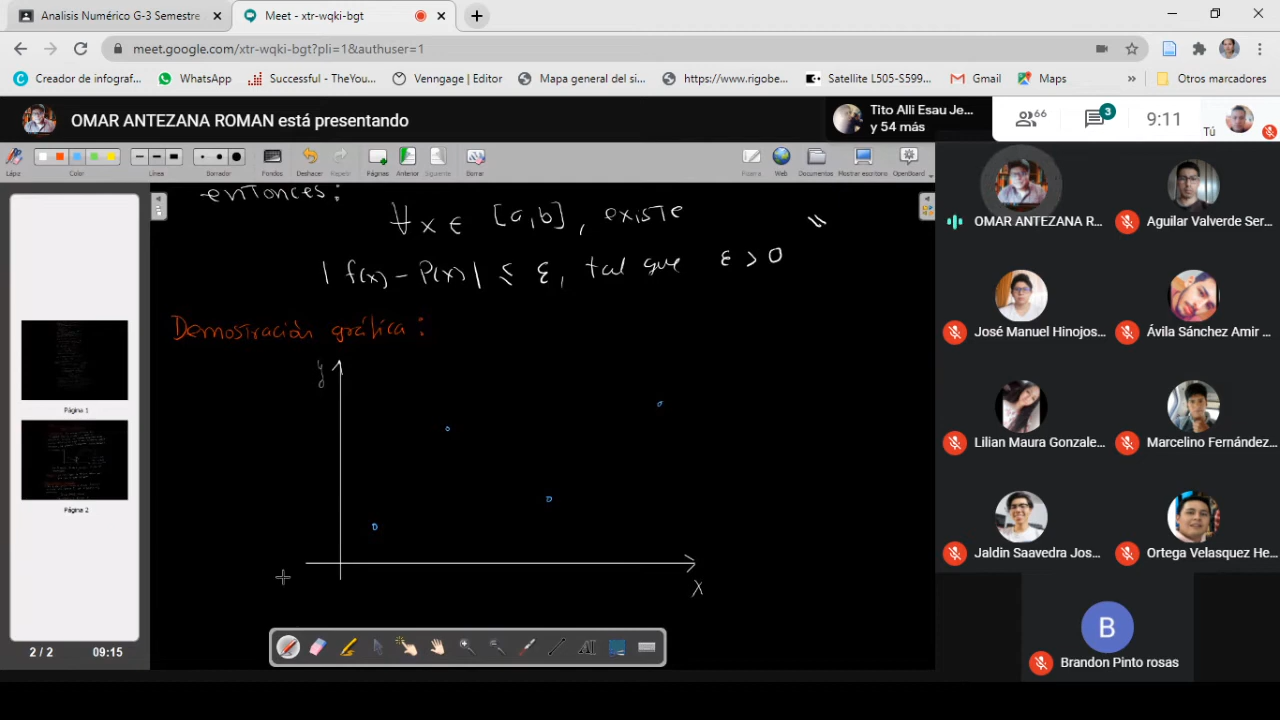 Analisis Numérico G-3 Semestre
Meet - xtr-wqki-bgt
meet.google.com/xtr-wqki-bgt?pli=1&authuser=1
Creador de infograf...
WhatsApp
Successful - TheYou...
Venngage | Editor
Mapa general del si...
https://www.rigobe...
Satellite L505-S599...
Gmail
Maps
»
Otros marcadores
OMAR ANTEZANA ROMAN está presentando
Tito Alli Esau Je...
y 54 más
66
3
9:11
Tú
Lápiz
Color
Línea
Borrador
Fondos
Deshacer
Repetir
Páginas
Anterior
Siguiente
Borrar
Pizarra
Web
Documentos
Mostrar escritorio
OpenBoard
entonces:
∀ x ∈ [a,b], existe
| f(x) - P(x) | ≤ ε, tal que ε > 0
Demostración gráfica:
y
x
Página 1
Página 2
2 / 2
09:15
OMAR ANTEZANA RO...
Aguilar Valverde Ser...
José Manuel Hinojos...
Ávila Sánchez Amir ...
Lilian Maura Gonzale...
Marcelino Fernández...
Jaldin Saavedra Jos...
Ortega Velasquez He...
B
Brandon Pinto rosas